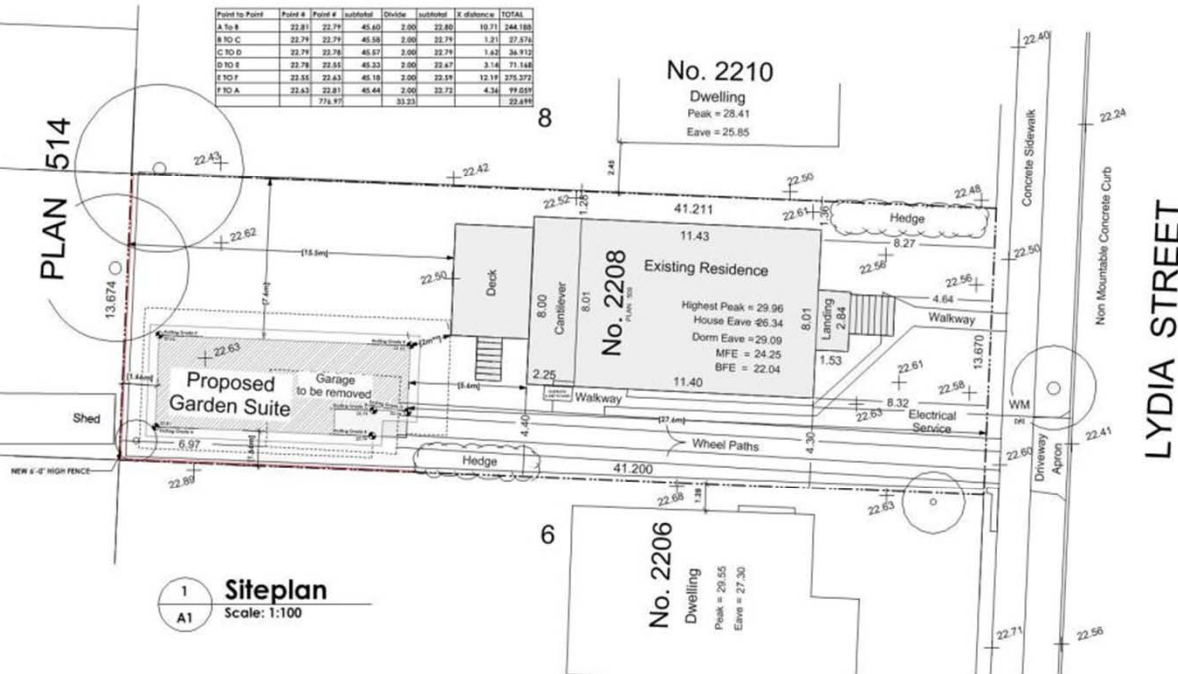 Point to Point Point # Point # subtotal Divide subtotal X distance TOTAL
A To B 22.81 22.79 45.60 2.00 22.80 10.71 244.188
B TO C 22.79 22.79 45.58 2.00 22.79 1.21 27.576
C TO D 22.79 22.78 45.57 2.00 22.79 1.62 36.912
D TO E 22.78 22.55 45.33 2.00 22.67 3.14 71.168
E TO F 22.55 22.63 45.18 2.00 22.59 12.19 275.372
F TO A 22.63 22.81 45.44 2.00 22.72 4.36 99.059
776.97 33.23 22.699
No. 2210
Dwelling
Peak = 28.41
Eave = 25.85
8
2.45
22.40
22.24
Concrete Sidewalk
Non Mountable Concrete Curb
LYDIA STREET
PLAN 514
22.43
22.42
22.52
1.28
41.211
22.50
22.61
1.36
22.48
Hedge
8.27
22.50
22.62
[15.5m]
22.50
[7.6m]
13.674
Deck
8.00
Cantilever
8.01
11.43
No. 2208
Existing Residence
Highest Peak = 29.96
House Eave =26.34
Dorm Eave =29.09
MFE = 24.25
BFE = 22.04
8.01
Landing
2.84
1.53
22.56
22.56
4.64
Walkway
13.670
22.63
Proposed
Garden Suite
Garage
to be removed
[1.66m]
[3.6m]
2.25
11.40
Walkway
22.61
22.58
8.32
22.63
Electrical
Service
WM
[27.6m]
Wheel Paths
4.40
4.30
Shed
6.97
NEW 6'-0" HIGH FENCE
Hedge
41.200
22.89
22.68
1.28
22.63
22.60
22.41
Driveway
Apron
6
No. 2206
Dwelling
Peak = 29.55
Eave = 27.30
22.71
22.56
1
A1
Siteplan
Scale: 1:100